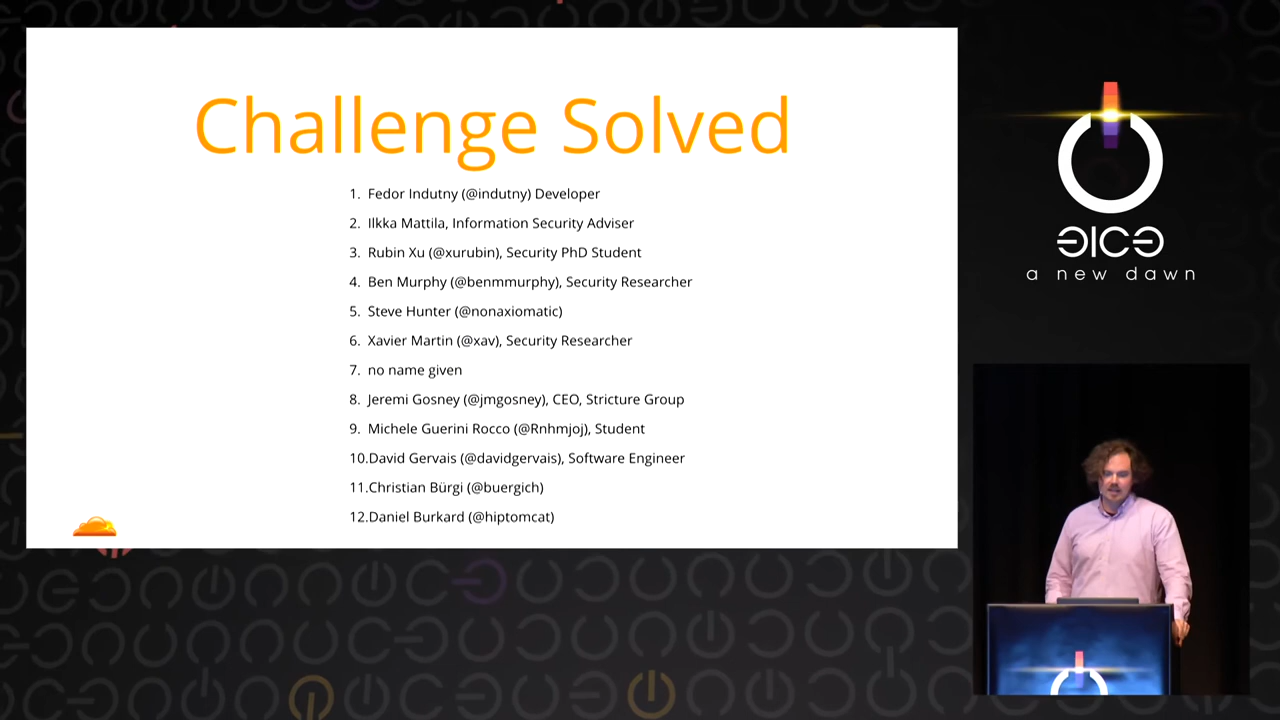 Challenge Solved
1. Fedor Indutny (@indutny) Developer
2. Ilkka Mattila, Information Security Adviser
3. Rubin Xu (@xurubin), Security PhD Student
4. Ben Murphy (@benmmurphy), Security Researcher
5. Steve Hunter (@nonaxiomatic)
6. Xavier Martin (@xav), Security Researcher
7. no name given
8. Jeremi Gosney (@jmgosney), CEO, Stricture Group
9. Michele Guerini Rocco (@Rnhmjoj), Student
10.David Gervais (@davidgervais), Software Engineer
11.Christian Bürgi (@buergich)
12.Daniel Burkard (@hiptomcat)
a new dawn